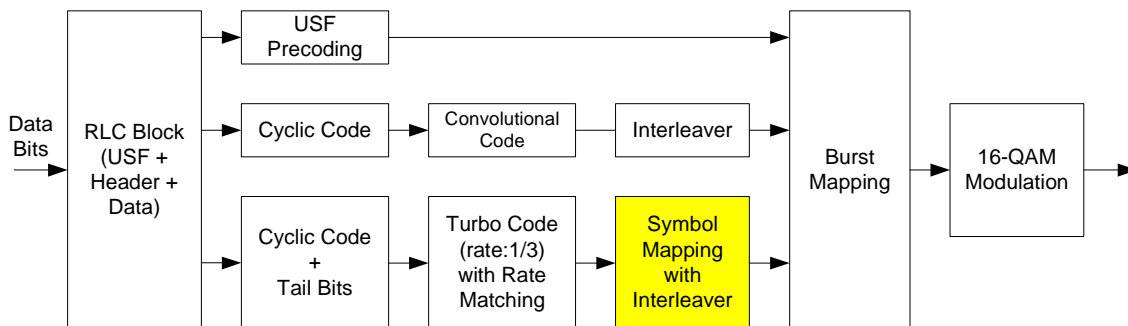 Data
Bits
RLC Block
(USF +
Header +
Data)
USF
Precoding
Cyclic Code
Convolutional
Code
Interleaver
Cyclic Code
+
Tail Bits
Turbo Code
(rate:1/3)
with Rate
Matching
Symbol
Mapping
with
Interleaver
Burst
Mapping
16-QAM
Modulation